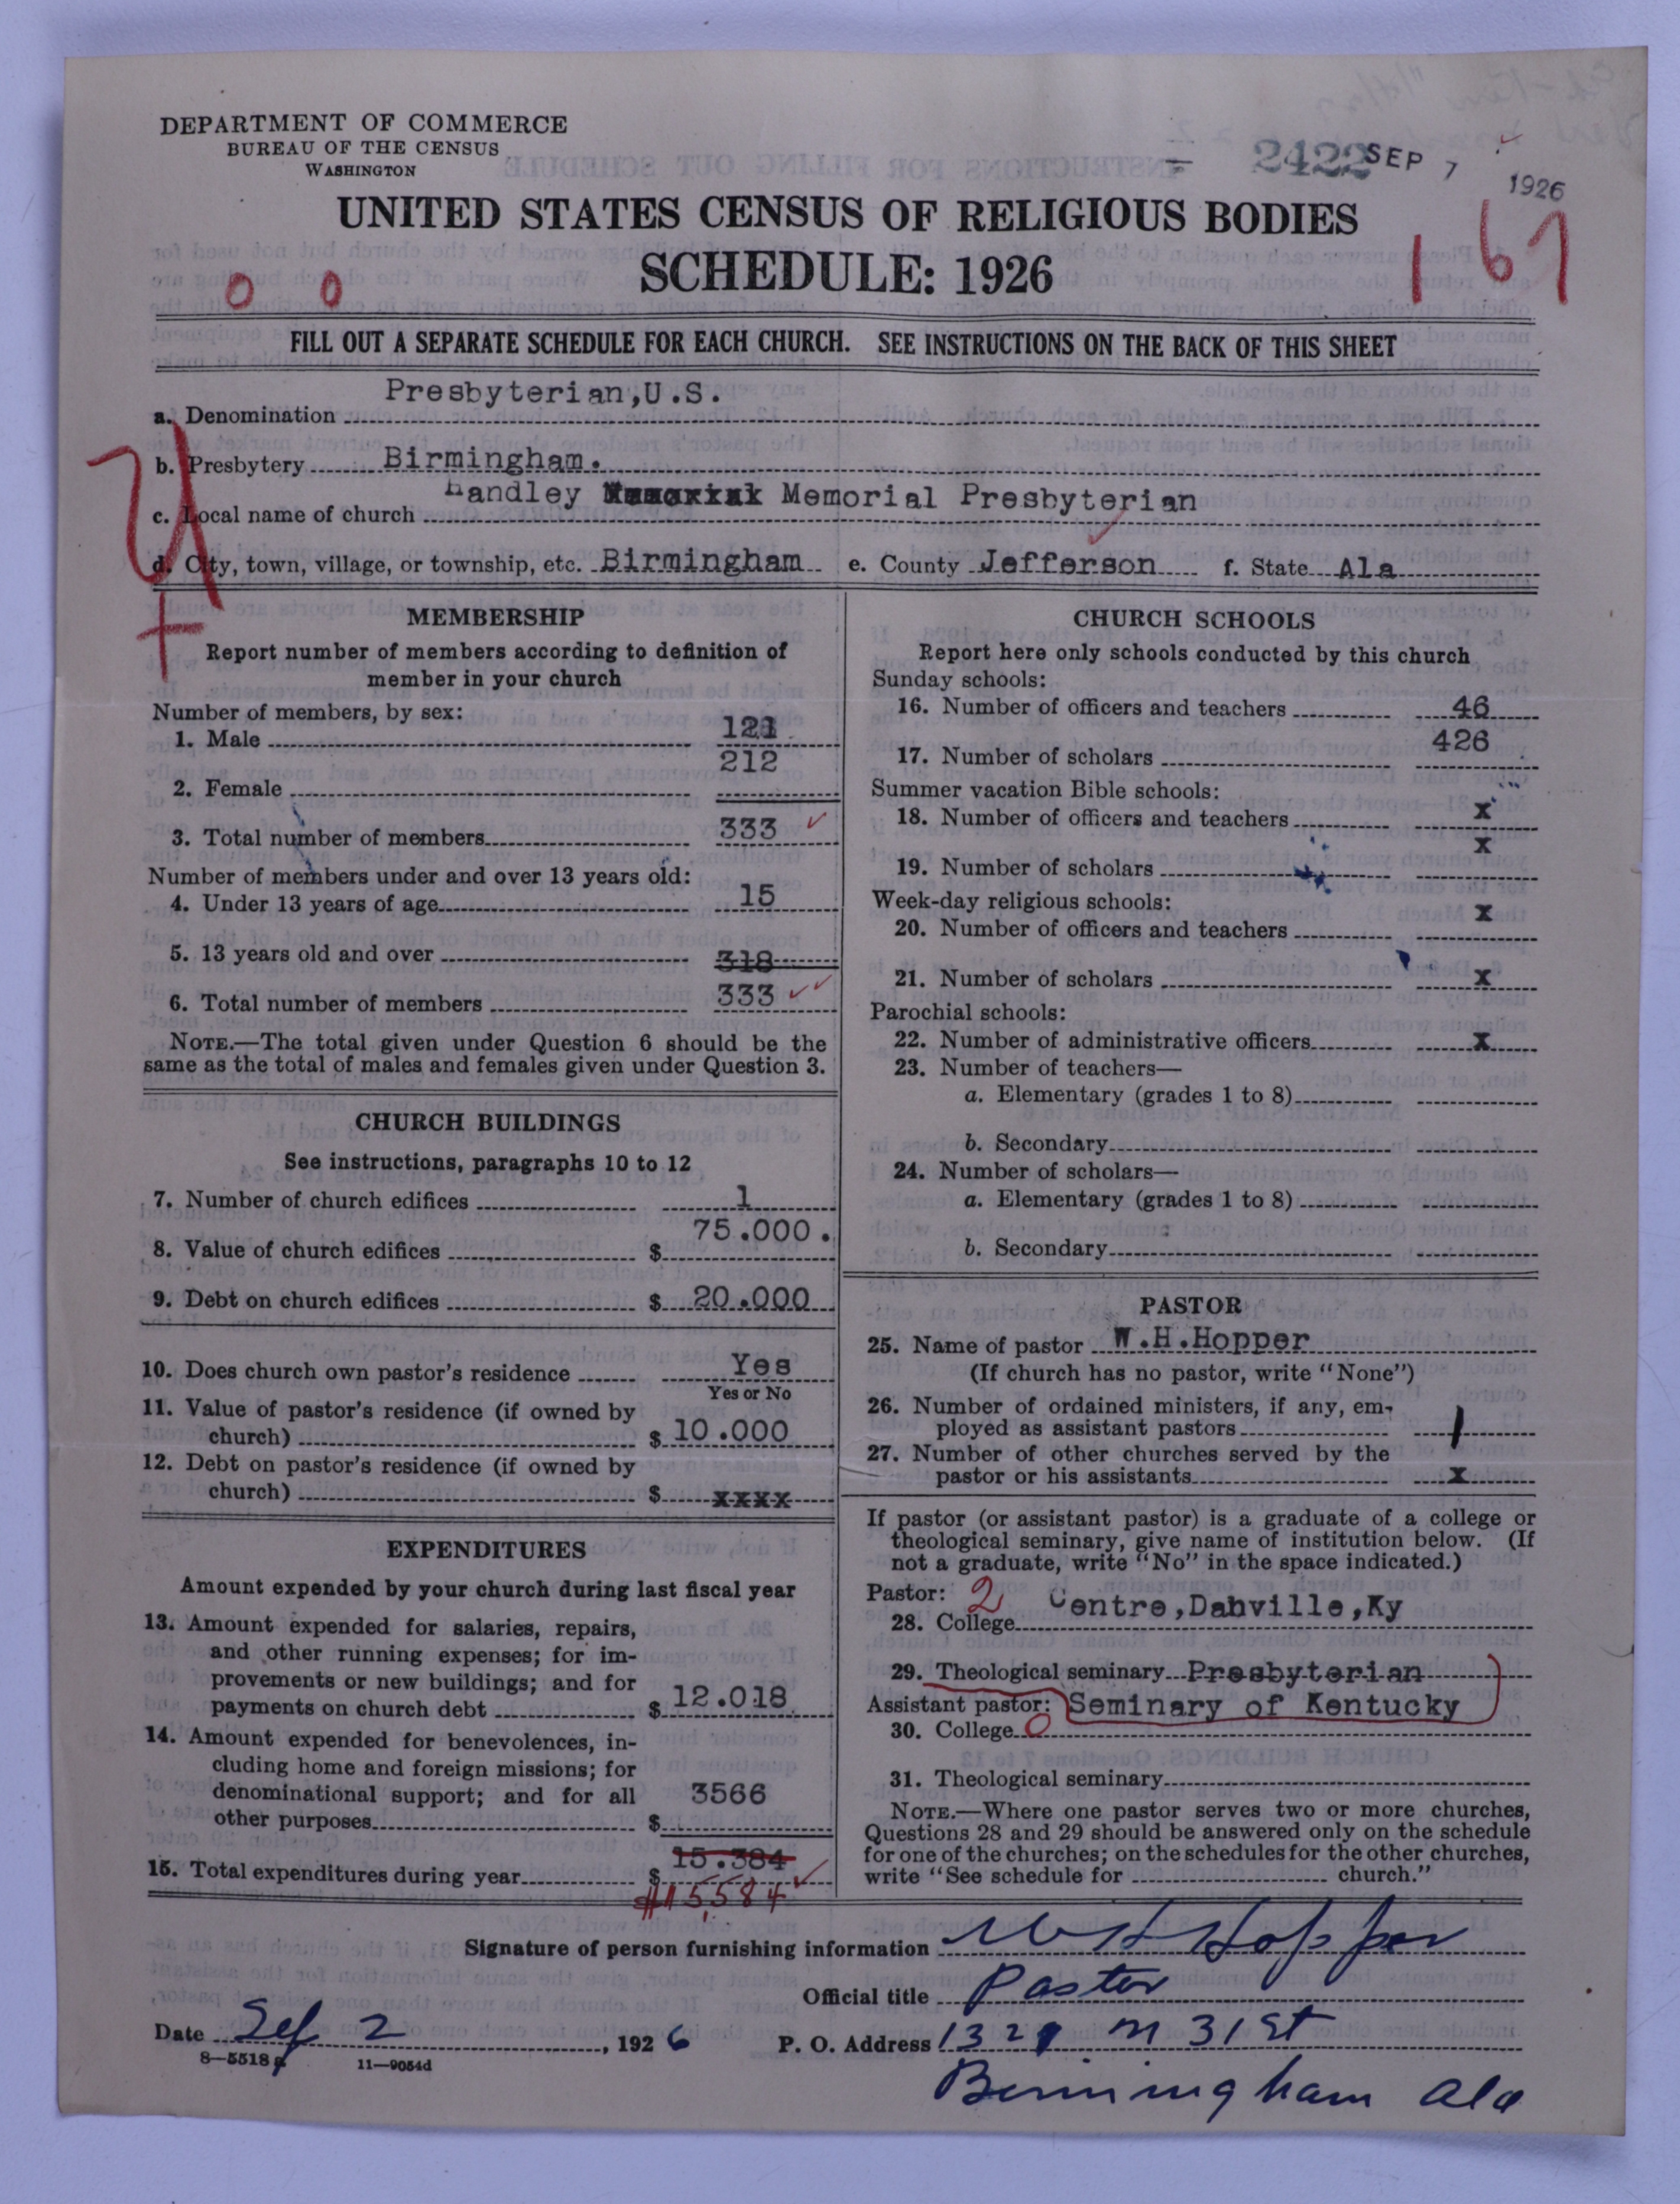 DEPARTMENT OF COMMERCE
BUREAU OF THE CENSUS
WASHINGTON
2422 SEP 7 1926
UNITED STATES CENSUS OF RELIGIOUS BODIES
SCHEDULE: 1926
0 0
167
FILL OUT A SEPARATE SCHEDULE FOR EACH CHURCH. SEE INSTRUCTIONS ON THE BACK OF THIS SHEET
a. Denomination Presbyterian,U.S.
b. Presbytery Birmingham.
c. Local name of church Handley Memorial Presbyterian
d. City, town, village, or township, etc. Birmingham e. County Jefferson f. State Ala
MEMBERSHIP
Report number of members according to definition of
member in your church
Number of members, by sex:
1. Male 121
2. Female 212
3. Total number of members 333
Number of members under and over 13 years old:
4. Under 13 years of age 15
5. 13 years old and over 318
6. Total number of members 333
NOTE.—The total given under Question 6 should be the
same as the total of males and females given under Question 3.
CHURCH BUILDINGS
See instructions, paragraphs 10 to 12
7. Number of church edifices 1
8. Value of church edifices $ 75.000.
9. Debt on church edifices $ 20.000
10. Does church own pastor's residence Yes
Yes or No
11. Value of pastor's residence (if owned by
church) $ 10.000
12. Debt on pastor's residence (if owned by
church) $ xxxx
EXPENDITURES
Amount expended by your church during last fiscal year
13. Amount expended for salaries, repairs,
and other running expenses; for im-
provements or new buildings; and for
payments on church debt $ 12.018
14. Amount expended for benevolences, in-
cluding home and foreign missions; for
denominational support; and for all
other purposes $ 3566
15. Total expenditures during year $ 15.384
$15,584
CHURCH SCHOOLS
Report here only schools conducted by this church
Sunday schools:
16. Number of officers and teachers 46
17. Number of scholars 426
Summer vacation Bible schools:
18. Number of officers and teachers x
19. Number of scholars x
Week-day religious schools:
20. Number of officers and teachers x
21. Number of scholars x
Parochial schools:
22. Number of administrative officers x
23. Number of teachers—
a. Elementary (grades 1 to 8)
b. Secondary
24. Number of scholars—
a. Elementary (grades 1 to 8)
b. Secondary
PASTOR
25. Name of pastor W.H.Hopper
(If church has no pastor, write "None")
26. Number of ordained ministers, if any, em-
ployed as assistant pastors 1
27. Number of other churches served by the
pastor or his assistants x
If pastor (or assistant pastor) is a graduate of a college or
theological seminary, give name of institution below. (If
not a graduate, write "No" in the space indicated.)
Pastor: 2
28. College Centre,Dahville,Ky
29. Theological seminary Presbyterian
Assistant pastor: Seminary of Kentucky
30. College 0
31. Theological seminary
NOTE.—Where one pastor serves two or more churches,
Questions 28 and 29 should be answered only on the schedule
for one of the churches; on the schedules for the other churches,
write "See schedule for church."
Signature of person furnishing information W H Hopper
Official title Pastor
Date Sep 2, 1926 P. O. Address 1321 N 31 St
8—5518 11—9054d
Birmingham Ala